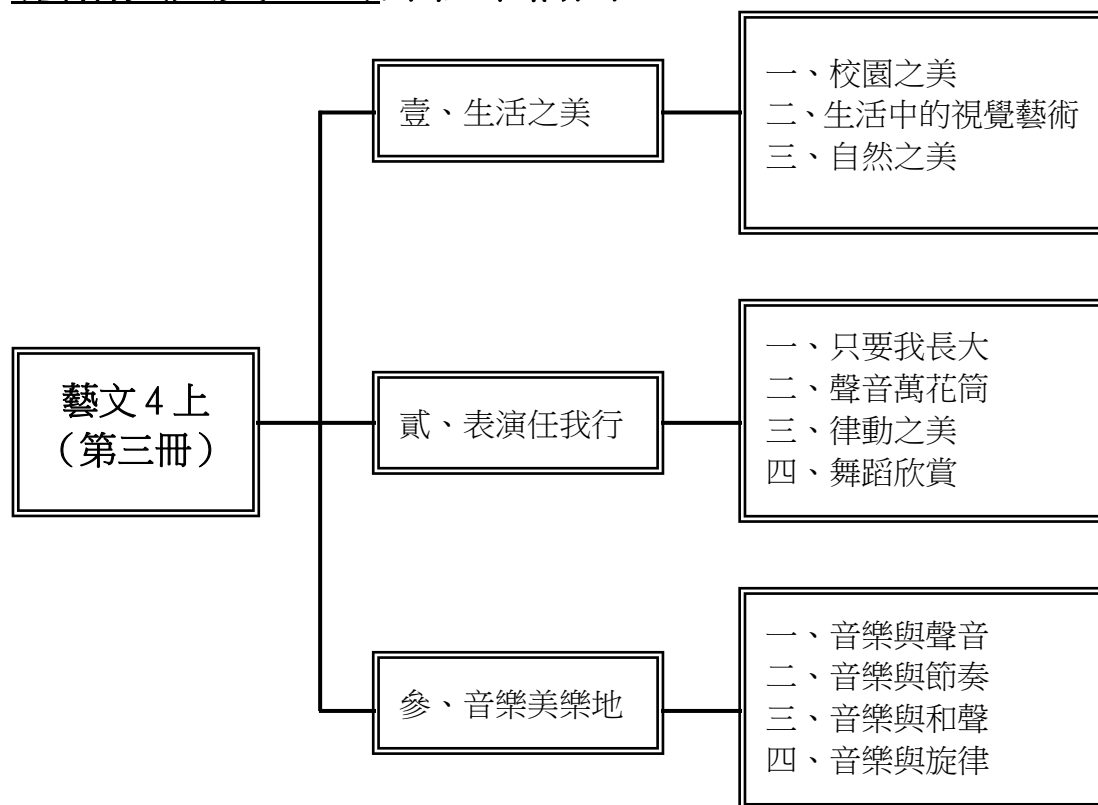 壹、生活之美
一、校園之美
二、生活中的視覺藝術
三、自然之美
藝文4上
（第三冊）
貳、表演任我行
一、只要我長大
二、聲音萬花筒
三、律動之美
四、舞蹈欣賞
參、音樂美樂地
一、音樂與聲音
二、音樂與節奏
三、音樂與和聲
四、音樂與旋律